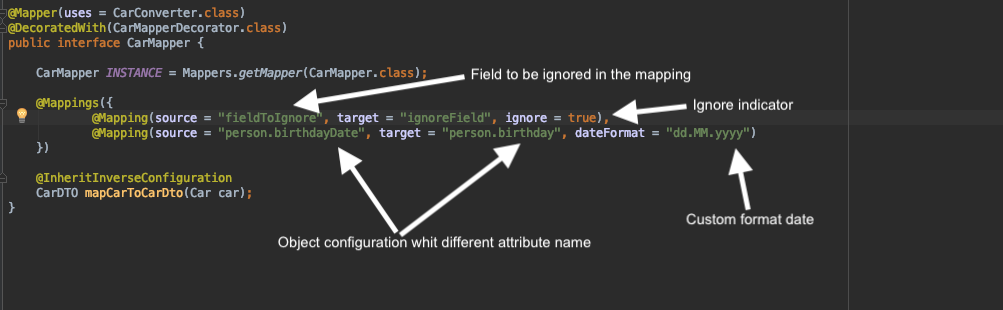 @Mapper(uses = CarConverter.class)
@DecoratedWith(CarMapperDecorator.class)
public interface CarMapper {
CarMapper INSTANCE = Mappers.getMapper(CarMapper.class);
Field to be ignored in the mapping
@Mappings({
Ignore indicator
@Mapping(source = "fieldToIgnore", target = "ignoreField", ignore = true),
@Mapping(source = "person.birthdayDate", target = "person.birthday", dateFormat = "dd.MM.yyyy")
})
@InheritInverseConfiguration
CarDTO mapCarToCarDto(Car car);
}
Custom format date
Object configuration whit different attribute name